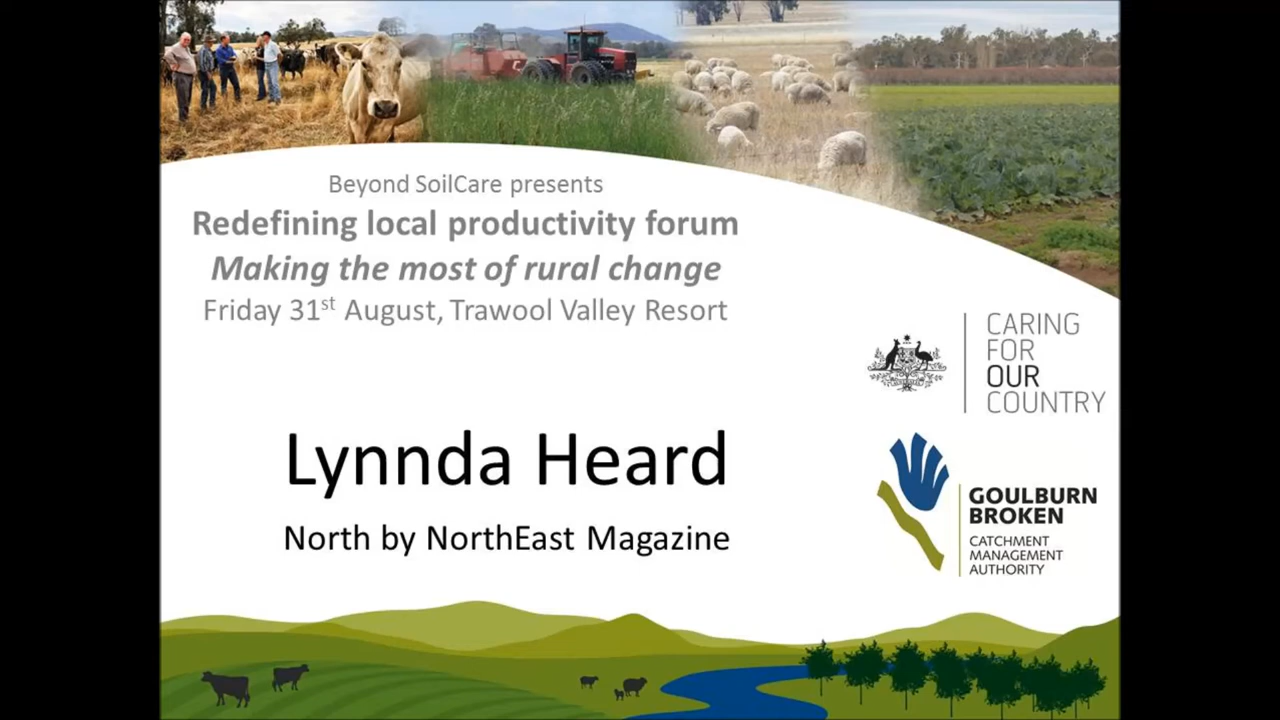 Beyond SoilCare presents
Redefining local productivity forum
Making the most of rural change
Friday 31st August, Trawool Valley Resort
CARING
FOR
OUR
COUNTRY
Lynnda Heard
North by NorthEast Magazine
GOULBURN
BROKEN
CATCHMENT
MANAGEMENT
AUTHORITY